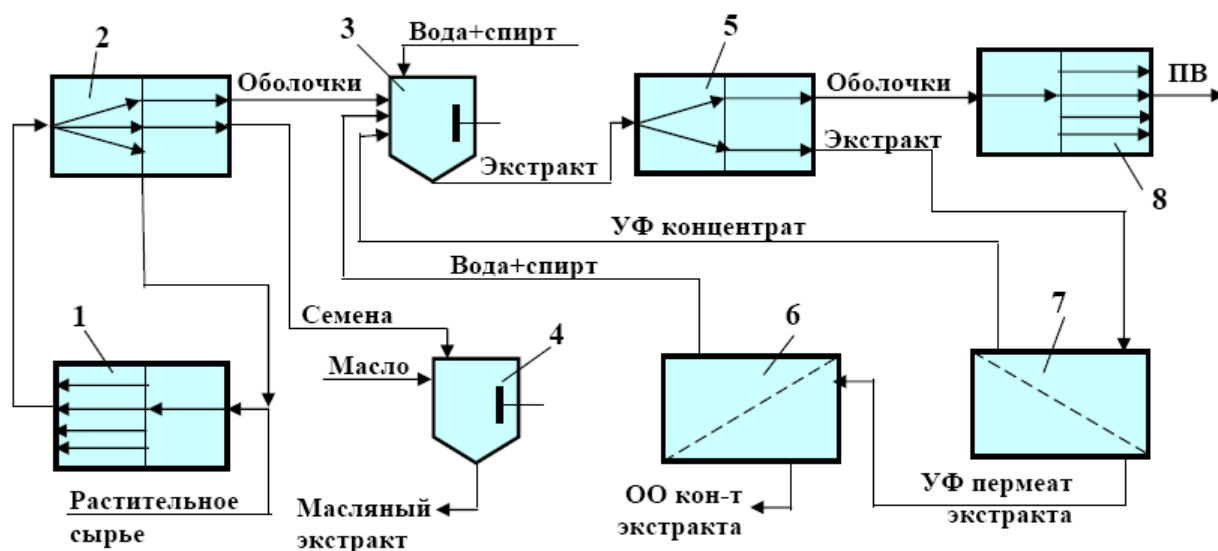 2
3
Вода+спирт
5
Оболочки
Оболочки
ПВ
Экстракт
Экстракт
8
УФ концентрат
Вода+спирт
Семена
1
Масло
4
6
7
Растительное
сырье
Масляный
экстракт
ОО кон-т
экстракта
УФ пермеат
экстракта